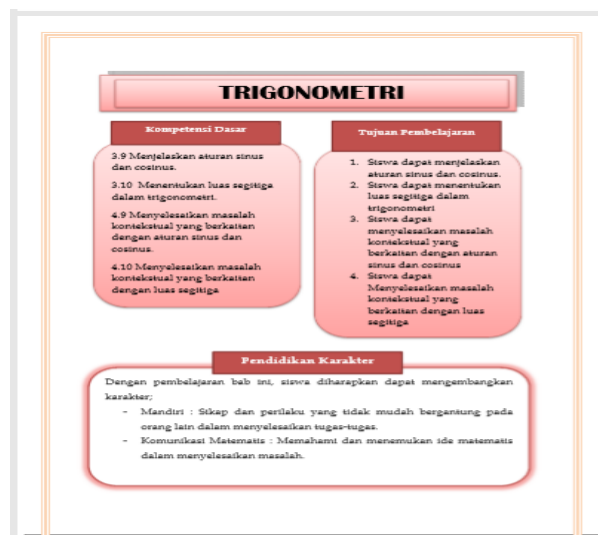 TRIGONOMETRI
Kompetensi Dasar
3.9 Menjelaskan aturan sinus
dan cosinus.
3.10 Menentukan luas segitiga
dalam trigonometri.
4.9 Menyelesaikan masalah
kontekstual yang berkaitan
dengan aturan sinus dan
cosinus.
4.10 Menyelesaikan masalah
kontekstual yang berkaitan
dengan luas segitiga
Tujuan Pembelajaran
1. Siswa dapat menjelaskan
aturan sinus dan cosinus.
2. Siswa dapat menentukan
luas segitiga dalam
trigonometri
3. Siswa dapat
menyelesaikan masalah
kontekstual yang
berkaitan dengan aturan
sinus dan cosinus
4. Siswa dapat
Menyelesaikan masalah
kontekstual yang
berkaitan dengan luas
segitiga
Pendidikan Karakter
Dengan pembelajaran bab ini, siswa diharapkan dapat mengembangkan
karakter;
- Mandiri : Sikap dan perilaku yang tidak mudah bergantung pada
orang lain dalam menyelesaikan tugas-tugas.
- Komunikasi Matematis : Memahami dan menemukan ide matematis
dalam menyelesaikan masalah.